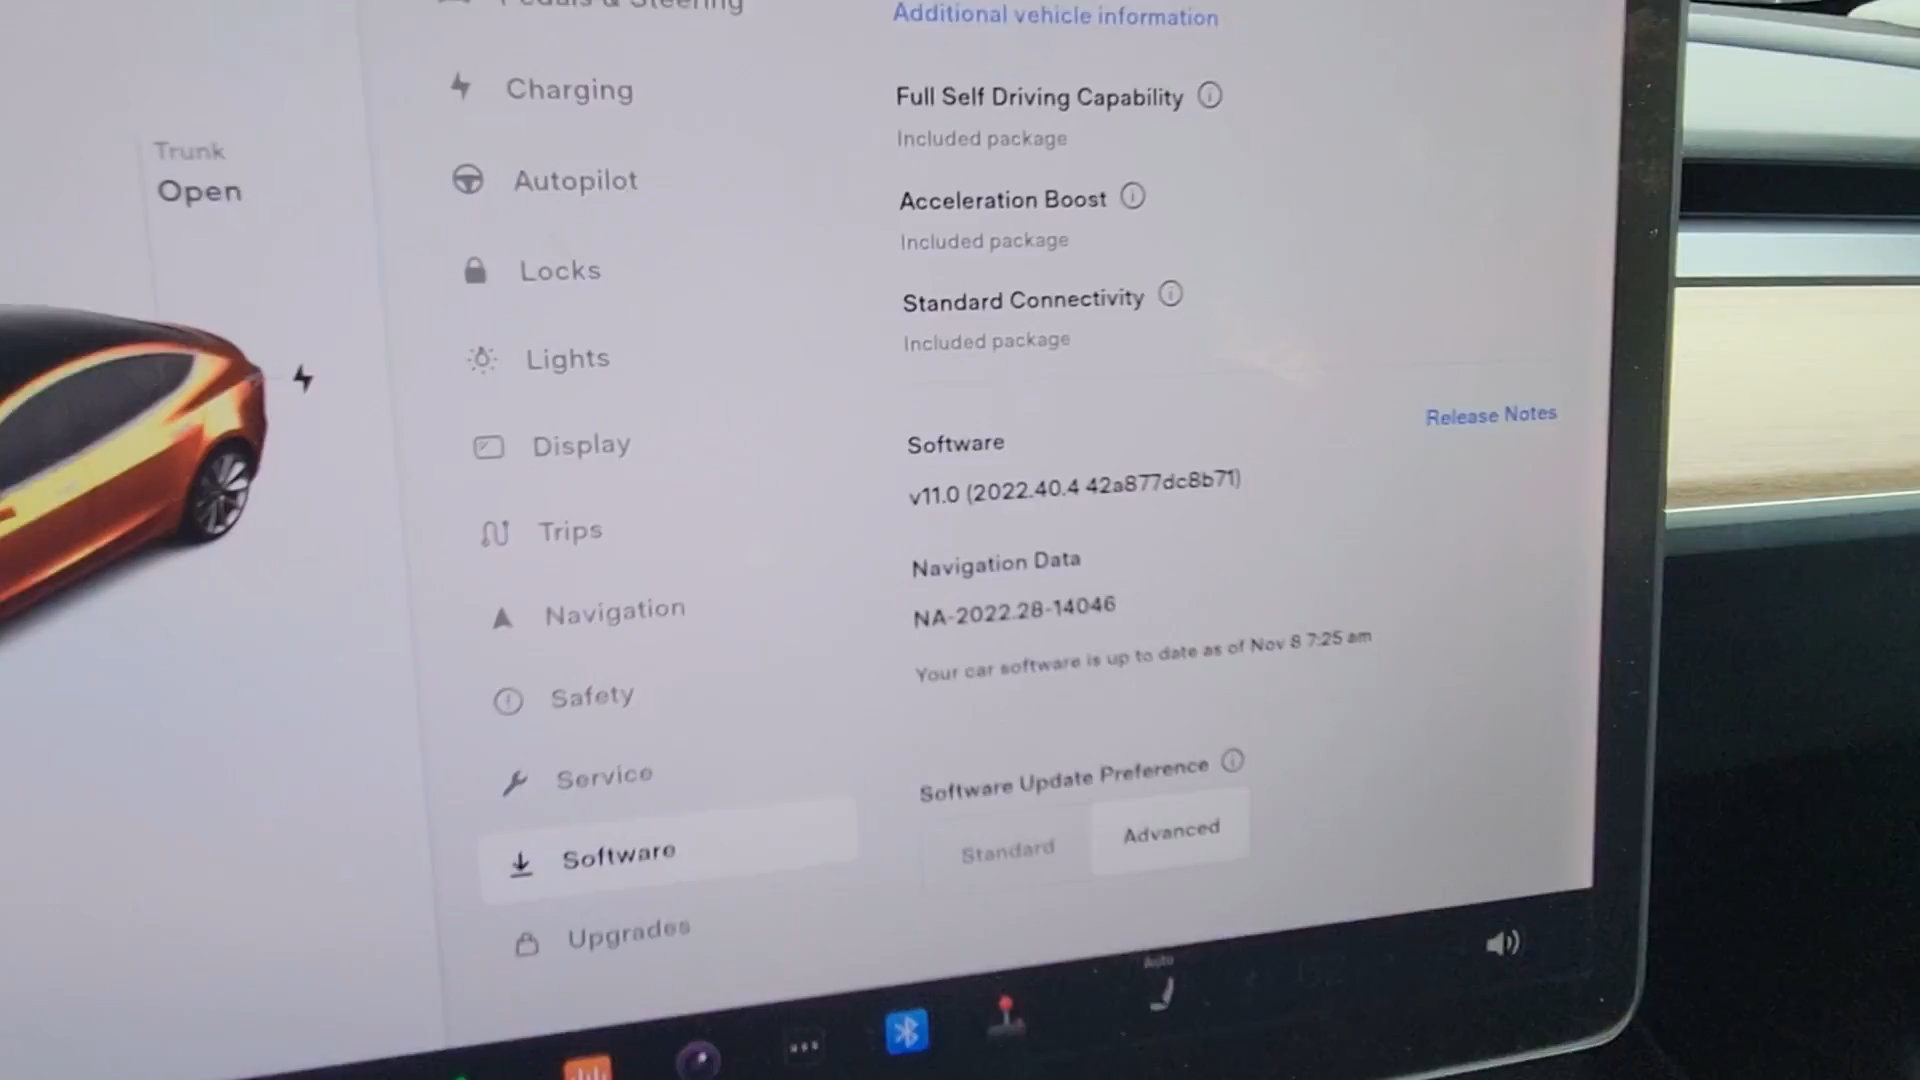 Pedals & Steering
Charging
Autopilot
Locks
Lights
Display
Trips
Navigation
Safety
Service
Software
Upgrades
Trunk
Open
Additional vehicle information
Full Self Driving Capability
Included package
Acceleration Boost
Included package
Standard Connectivity
Included package
Release Notes
Software
v11.0 (2022.40.4 42a877dc8b71)
Navigation Data
NA-2022.28-14046
Your car software is up to date as of Nov 8 7:25 am
Software Update Preference
Standard
Advanced
Auto